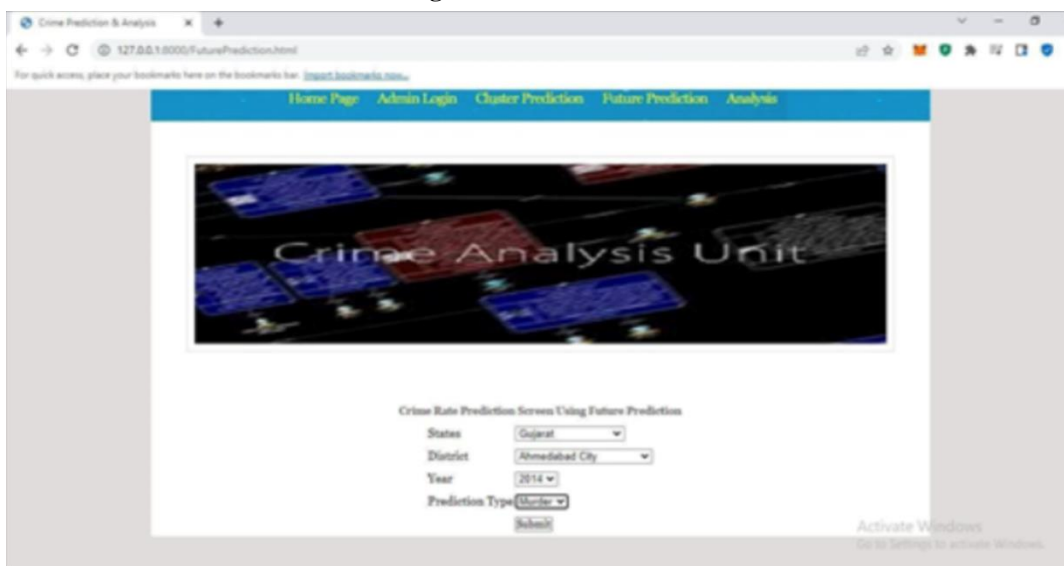 Crime Prediction & Analysis
127.0.0.1:8000/FuturePrediction.html
For quick access, place your bookmarks here on the bookmarks bar. Import bookmarks now...
Home Page Admin Login Cluster Prediction Future Prediction Analysis
Crime Analysis Unit
Crime Rate Prediction Screen Using Future Prediction
States Gujarat
District Ahmedabad City
Year 2014
Prediction Type Murder
Submit
Activate Windows
Go to Settings to activate Windows.